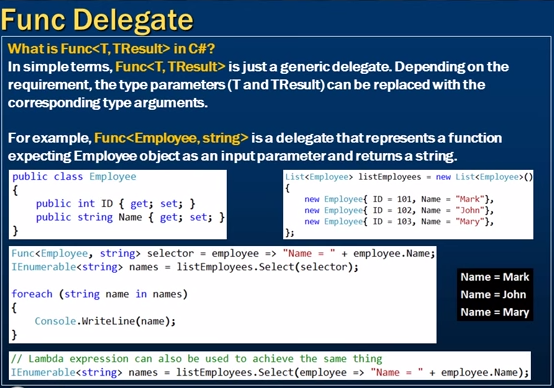 Func Delegate
What is Func<T, TResult> in C#?
In simple terms, Func<T, TResult> is just a generic delegate. Depending on the
requirement, the type parameters (T and TResult) can be replaced with the
corresponding type arguments.
For example, Func<Employee, string> is a delegate that represents a function
expecting Employee object as an input parameter and returns a string.
public class Employee
{
    public int ID { get; set; }
    public string Name { get; set; }
}
List<Employee> listEmployees = new List<Employee>()
{
    new Employee{ ID = 101, Name = "Mark"},
    new Employee{ ID = 102, Name = "John"},
    new Employee{ ID = 103, Name = "Mary"},
};
Func<Employee, string> selector = employee => "Name = " + employee.Name;
IEnumerable<string> names = listEmployees.Select(selector);
foreach (string name in names)
{
    Console.WriteLine(name);
}
Name = Mark
Name = John
Name = Mary
// Lambda expression can also be used to achieve the same thing
IEnumerable<string> names = listEmployees.Select(employee => "Name = " + employee.Name);